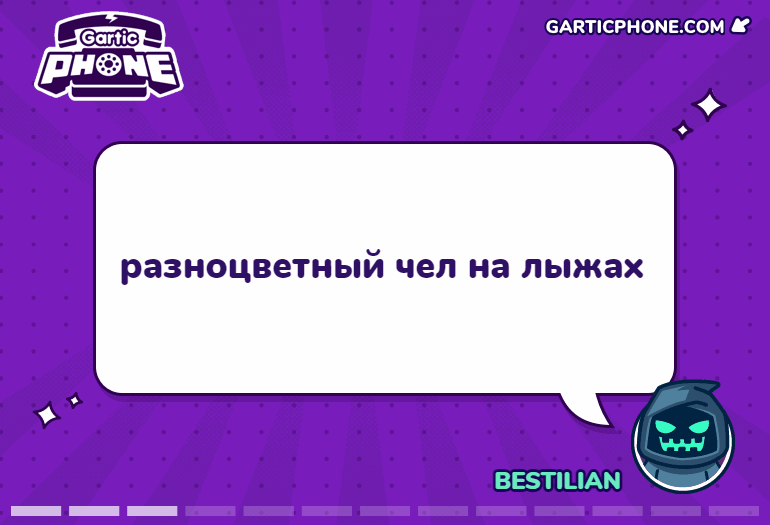 Gartic
PHONE
GARTICPHONE.COM
разноцветный чел на лыжах
BESTILIAN